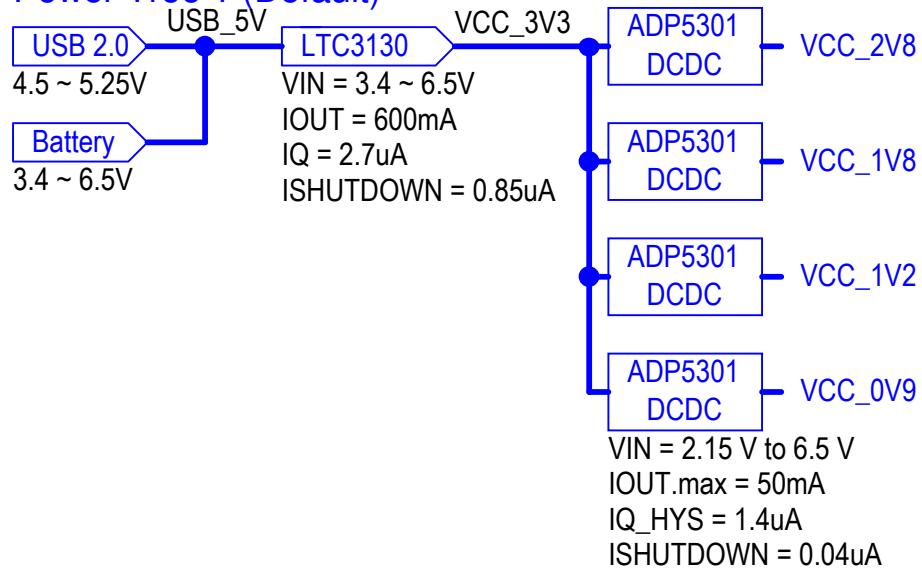 USB_5V
VCC_3V3
USB 2.0
4.5 ~ 5.25V
Battery
3.4 ~ 6.5V
LTC3130
VIN = 3.4 ~ 6.5V
IOUT = 600mA
IQ = 2.7uA
ISHUTDOWN = 0.85uA
ADP5301
DCDC
VCC_2V8
ADP5301
DCDC
VCC_1V8
ADP5301
DCDC
VCC_1V2
ADP5301
DCDC
VCC_0V9
VIN = 2.15 V to 6.5 V
IOUT.max = 50mA
IQ_HYS = 1.4uA
ISHUTDOWN = 0.04uA